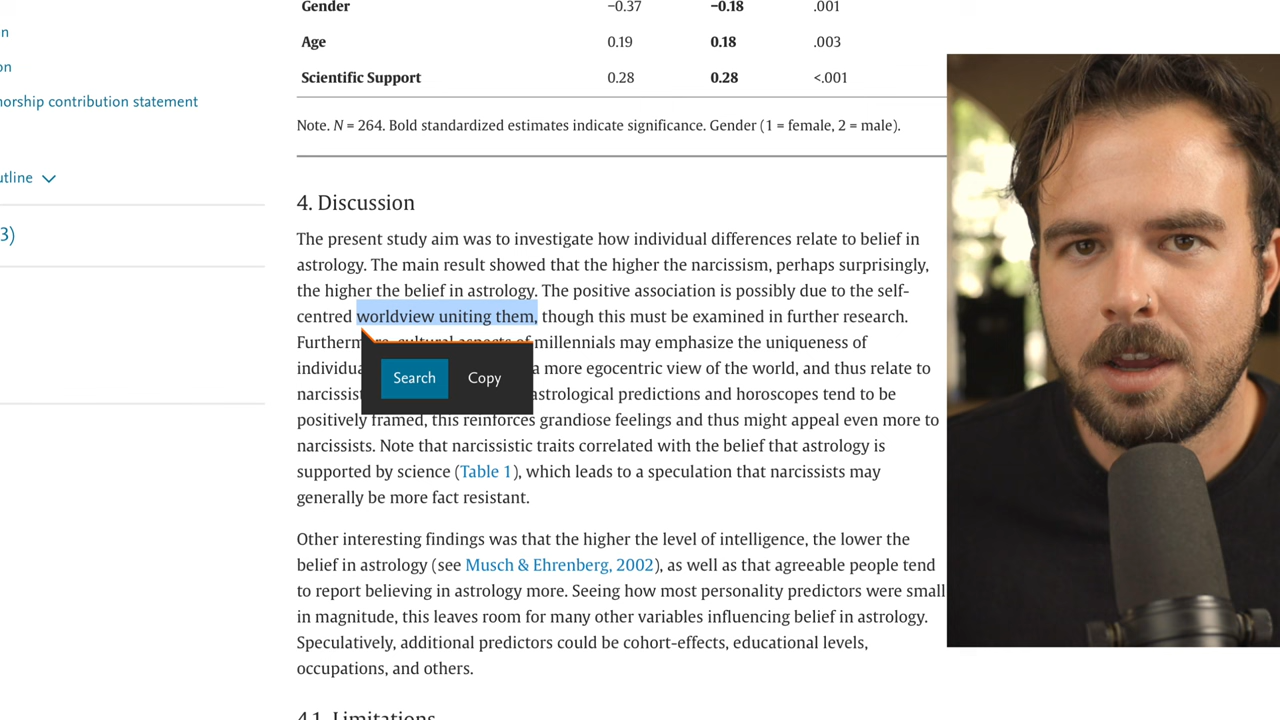 Gender −0.37 −0.18 .001
n
Age 0.19 0.18 .003
on
Scientific Support 0.28 0.28 <.001
horship contribution statement
Note. N = 264. Bold standardized estimates indicate significance. Gender (1 = female, 2 = male).
utline
4. Discussion
3)
The present study aim was to investigate how individual differences relate to belief in
astrology. The main result showed that the higher the narcissism, perhaps surprisingly,
the higher the belief in astrology. The positive association is possibly due to the self-
centred worldview uniting them, though this must be examined in further research.
Furthermore, cultural aspects of millennials may emphasize the uniqueness of
individua a more egocentric view of the world, and thus relate to
Search Copy
narcissist astrological predictions and horoscopes tend to be
positively framed, this reinforces grandiose feelings and thus might appeal even more to
narcissists. Note that narcissistic traits correlated with the belief that astrology is
supported by science (Table 1), which leads to a speculation that narcissists may
generally be more fact resistant.
Other interesting findings was that the higher the level of intelligence, the lower the
belief in astrology (see Musch & Ehrenberg, 2002), as well as that agreeable people tend
to report believing in astrology more. Seeing how most personality predictors were small
in magnitude, this leaves room for many other variables influencing belief in astrology.
Speculatively, additional predictors could be cohort-effects, educational levels,
occupations, and others.
4.1. Limitations